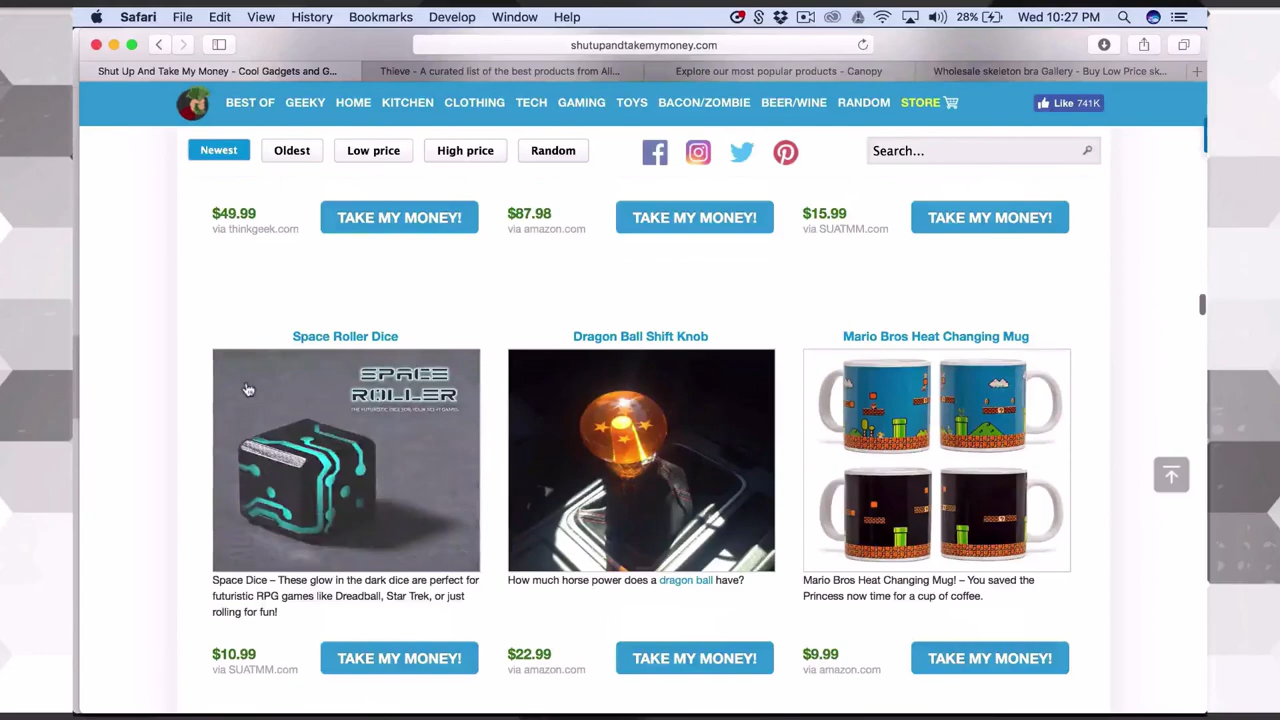 Safari File Edit View History Bookmarks Develop Window Help 28% Wed 10:27 PM
shutupandtakemymoney.com
Shut Up And Take My Money - Cool Gadgets and G... Thieve - A curated list of the best products from Ali... Explore our most popular products - Canopy Wholesale skeleton bra Gallery - Buy Low Price sk...
BEST OF GEEKY HOME KITCHEN CLOTHING TECH GAMING TOYS BACON/ZOMBIE BEER/WINE RANDOM STORE Like 741K
Newest Oldest Low price High price Random Search...
$49.99 TAKE MY MONEY! $87.98 TAKE MY MONEY! $15.99 TAKE MY MONEY!
via thinkgeek.com via amazon.com via SUATMM.com
Space Roller Dice Dragon Ball Shift Knob Mario Bros Heat Changing Mug
SPACE
ROLLER
Space Dice – These glow in the dark dice are perfect for
futuristic RPG games like Dreadball, Star Trek, or just
rolling for fun!
How much horse power does a dragon ball have?
Mario Bros Heat Changing Mug! – You saved the
Princess now time for a cup of coffee.
$10.99 TAKE MY MONEY! $22.99 TAKE MY MONEY! $9.99 TAKE MY MONEY!
via SUATMM.com via amazon.com via amazon.com